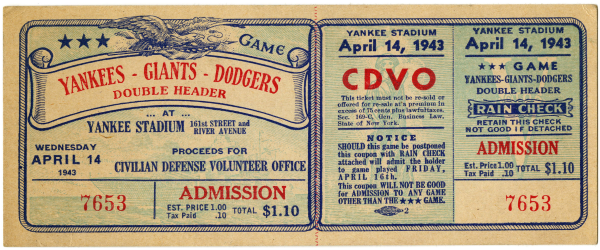 ★ ★ ★ GAME
YANKEES - GIANTS - DODGERS
DOUBLE HEADER
... AT ...
YANKEE STADIUM 161st STREET and
RIVER AVENUE
WEDNESDAY
APRIL 14
1943
PROCEEDS FOR
CIVILIAN DEFENSE VOLUNTEER OFFICE
7653
ADMISSION
EST. PRICE 1.00
Tax Paid .10
TOTAL $1.10
YANKEE STADIUM
April 14, 1943
CDVO
This ticket must not be re-sold or
offered for re-sale at a premium in
excess of 75 cents plus lawful taxes.
Sec. 169-C, Gen. Business Law,
State of New York.
NOTICE
SHOULD this game be postponed
this coupon with RAIN CHECK
attached will admit the holder
to game played FRIDAY,
APRIL 16th.
This coupon WILL NOT BE GOOD
for ADMISSION to ANY GAME
OTHER THAN THE ★★★ GAME.
2
YANKEE STADIUM
April 14, 1943
★ ★ ★ GAME
YANKEES-GIANTS-DODGERS
DOUBLE HEADER
RAIN CHECK
RETAIN THIS CHECK
NOT GOOD IF DETACHED
ADMISSION
Est. Price 1.00
Tax Paid .10
TOTAL $1.10
7653